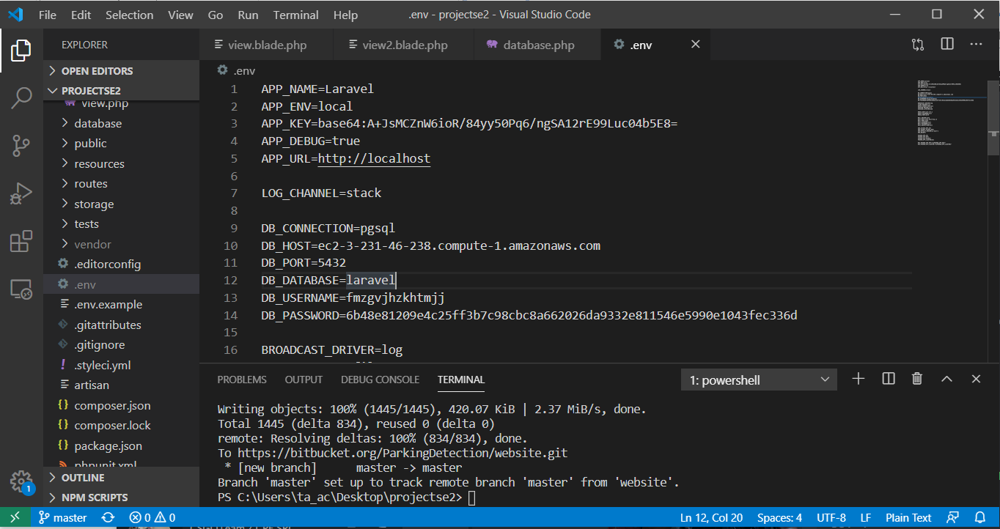 File Edit Selection View Go Run Terminal Help .env - projectse2 - Visual Studio Code
EXPLORER
OPEN EDITORS
PROJECTSE2
view.php
database
public
resources
routes
storage
tests
vendor
.editorconfig
.env
.env.example
.gitattributes
.gitignore
.styleci.yml
artisan
composer.json
composer.lock
package.json
phpunit.xml
OUTLINE
NPM SCRIPTS
1
view.blade.php view2.blade.php database.php .env
.env
1 APP_NAME=Laravel
2 APP_ENV=local
3 APP_KEY=base64:A+JsMCZnW6ioR/84yy50Pq6/ngSA12rE99Luc04b5E8=
4 APP_DEBUG=true
5 APP_URL=http://localhost
6
7 LOG_CHANNEL=stack
8
9 DB_CONNECTION=pgsql
10 DB_HOST=ec2-3-231-46-238.compute-1.amazonaws.com
11 DB_PORT=5432
12 DB_DATABASE=laravel
13 DB_USERNAME=fmzgvjhzkhtmjj
14 DB_PASSWORD=6b48e81209e4c25ff3b7c98cbc8a662026da9332e811546e5990e1043fec336d
15
16 BROADCAST_DRIVER=log
PROBLEMS OUTPUT DEBUG CONSOLE TERMINAL 1: powershell
Writing objects: 100% (1445/1445), 420.07 KiB | 2.37 MiB/s, done.
Total 1445 (delta 834), reused 0 (delta 0)
remote: Resolving deltas: 100% (834/834), done.
To https://bitbucket.org/ParkingDetection/website.git
* [new branch] master -> master
Branch 'master' set up to track remote branch 'master' from 'website'.
PS C:\Users\ta_ac\Desktop\projectse2>
master 0 0 Ln 12, Col 20 Spaces: 4 UTF-8 LF Plain Text